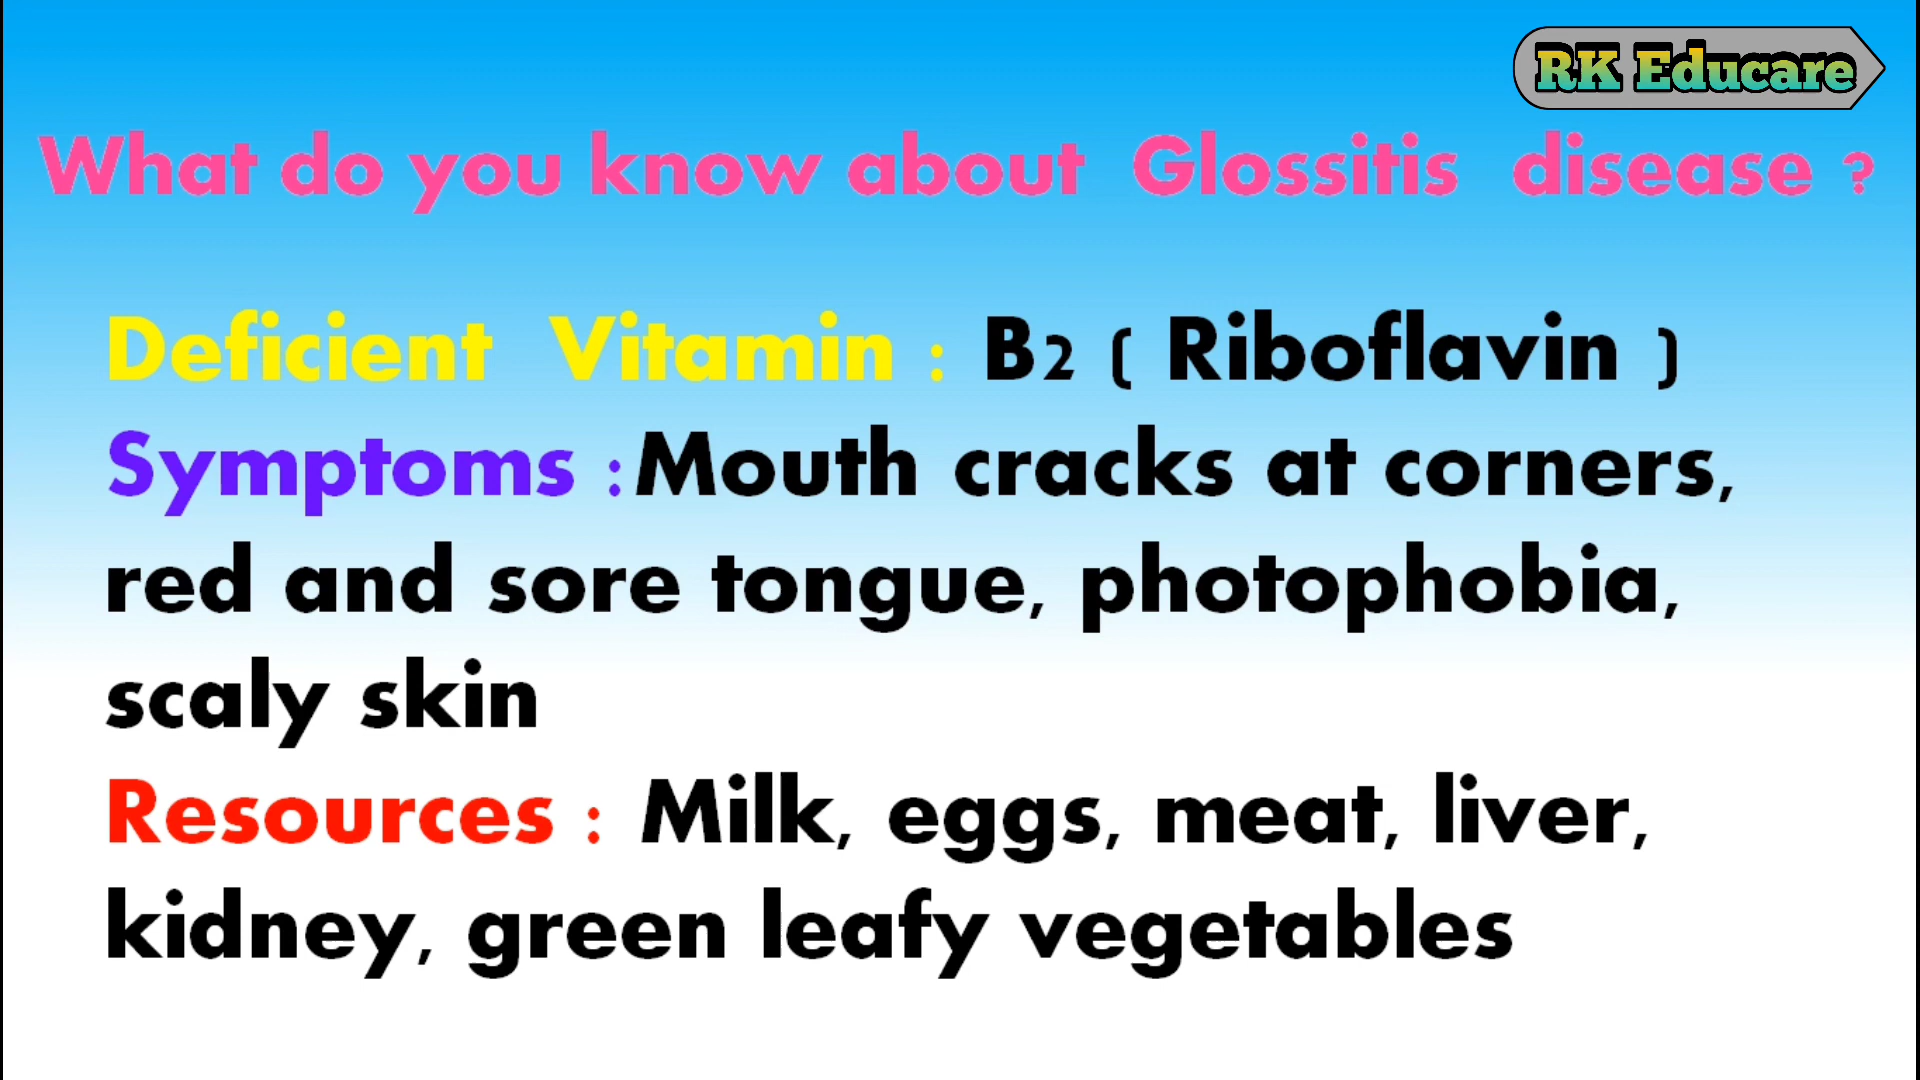 RK Educare
What do you know about Glossitis disease ?
Deficient Vitamin : B2 ( Riboflavin )
Symptoms :Mouth cracks at corners,
red and sore tongue, photophobia,
scaly skin
Resources : Milk, eggs, meat, liver,
kidney, green leafy vegetables